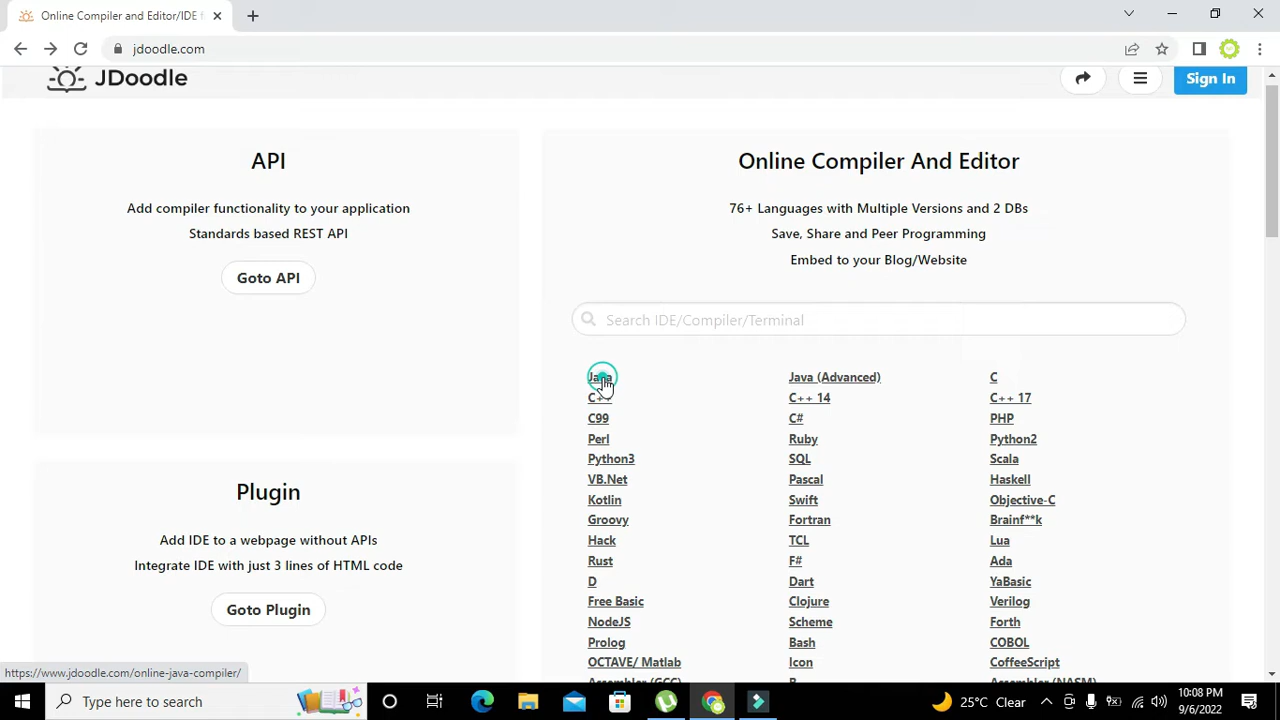 Online Compiler and Editor/IDE f
jdoodle.com
JDoodle
Sign In
API
Add compiler functionality to your application
Standards based REST API
Goto API
Plugin
Add IDE to a webpage without APIs
Integrate IDE with just 3 lines of HTML code
Goto Plugin
Online Compiler And Editor
76+ Languages with Multiple Versions and 2 DBs
Save, Share and Peer Programming
Embed to your Blog/Website
Search IDE/Compiler/Terminal
Java Java (Advanced) C
C++ C++ 14 C++ 17
C99 C# PHP
Perl Ruby Python2
Python3 SQL Scala
VB.Net Pascal Haskell
Kotlin Swift Objective-C
Groovy Fortran Brainf**k
Hack TCL Lua
Rust F# Ada
D Dart YaBasic
Free Basic Clojure Verilog
NodeJS Scheme Forth
Prolog Bash COBOL
OCTAVE/ Matlab Icon CoffeeScript
Assembler (GCC) B Assembler (NASM)
https://www.jdoodle.com/online-java-compiler/
Type here to search
25°C Clear
10:08 PM
9/6/2022